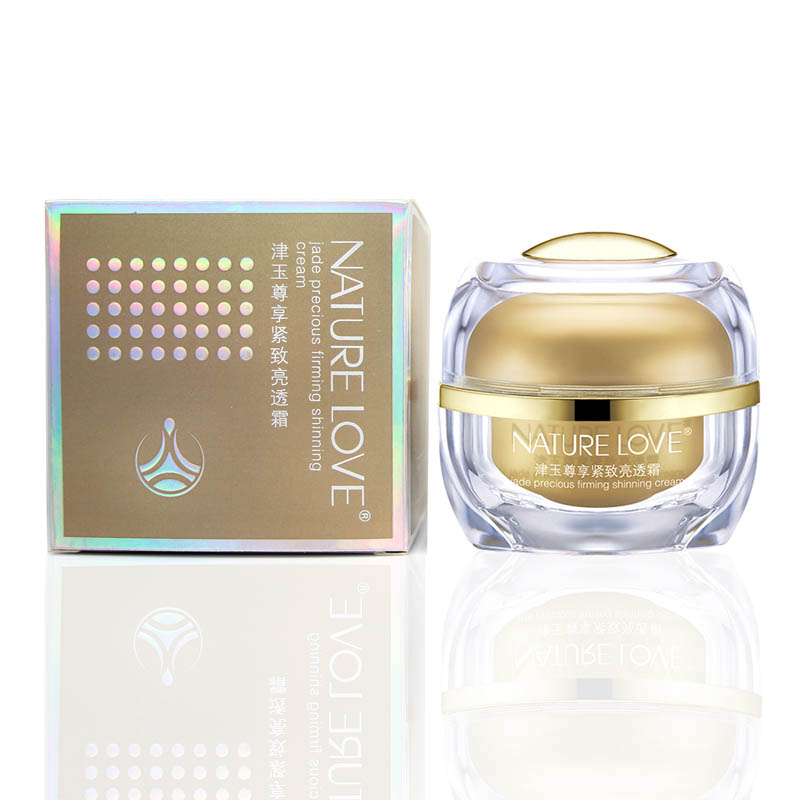 NATURE LOVE®
jade precious firming shinning
cream
津玉尊享紧致亮透霜
NATURE LOVE®
津玉尊享紧致亮透霜
jade precious firming shinning cream